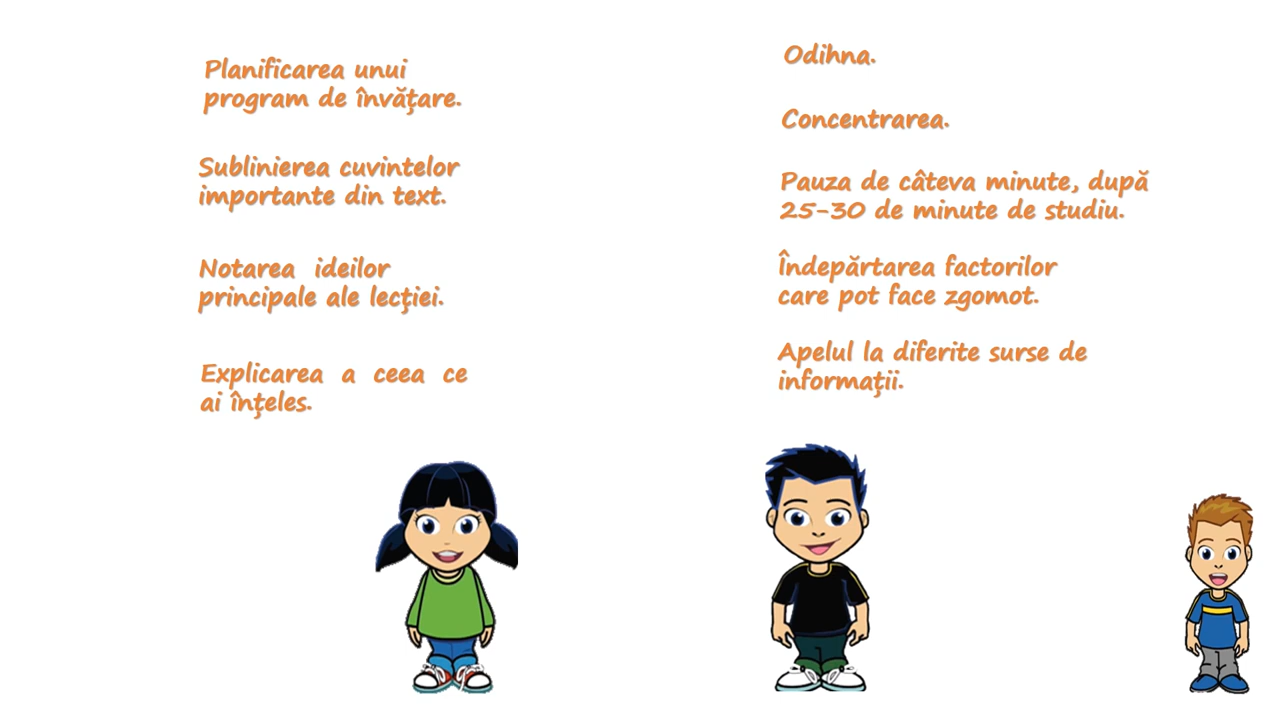 Planificarea unui
program de învăţare.
Sublinierea cuvintelor
importante din text.
Notarea ideilor
principale ale lecţiei.
Explicarea a ceea ce
ai înţeles.
Odihna.
Concentrarea.
Pauza de câteva minute, după
25-30 de minute de studiu.
Îndepărtarea factorilor
care pot face zgomot.
Apelul la diferite surse de
informaţii.